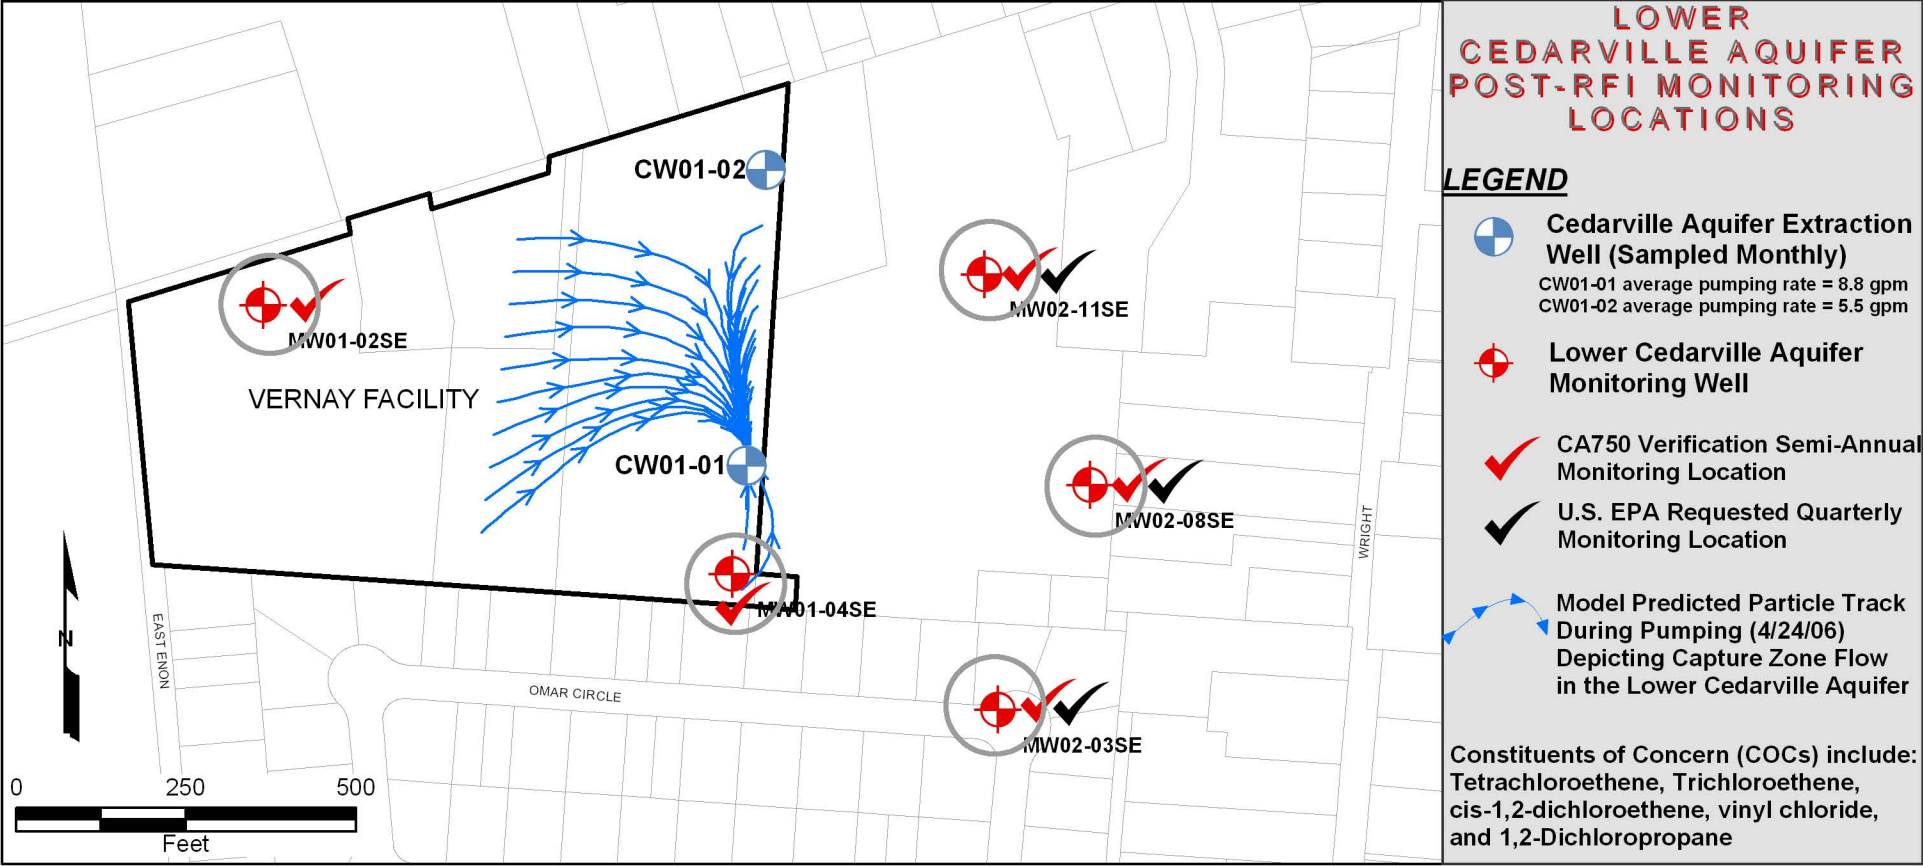 LOWER
CEDARVILLE AQUIFER
POST-RFI MONITORING
LOCATIONS
LEGEND
Cedarville Aquifer Extraction
Well (Sampled Monthly)
CW01-01 average pumping rate = 8.8 gpm
CW01-02 average pumping rate = 5.5 gpm
Lower Cedarville Aquifer
Monitoring Well
CA750 Verification Semi-Annual
Monitoring Location
U.S. EPA Requested Quarterly
Monitoring Location
Model Predicted Particle Track
During Pumping (4/24/06)
Depicting Capture Zone Flow
in the Lower Cedarville Aquifer
Constituents of Concern (COCs) include:
Tetrachloroethene, Trichloroethene,
cis-1,2-dichloroethene, vinyl chloride,
and 1,2-Dichloropropane
CW01-02
MW02-11SE
MW01-02SE
VERNAY FACILITY
CW01-01
MW02-08SE
WRIGHT
MW01-04SE
EAST ENON
OMAR CIRCLE
MW02-03SE
N
0 250 500
Feet